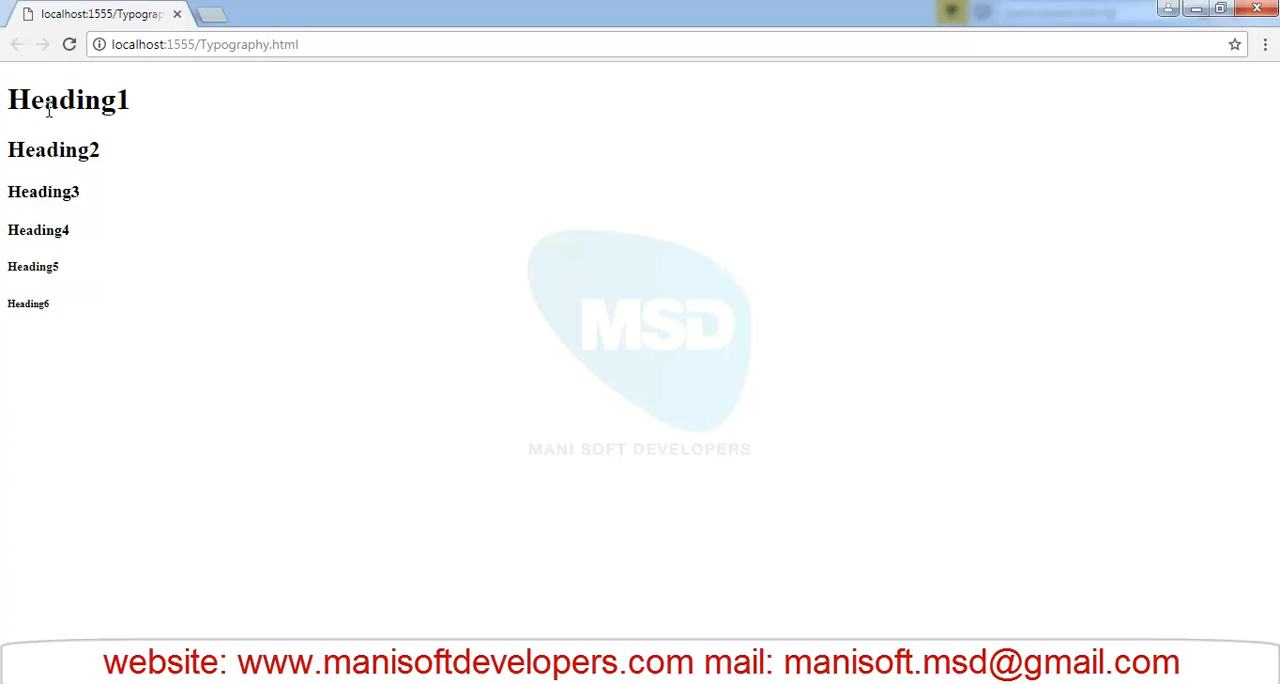 localhost:1555/Typograp
localhost:1555/Typography.html
Heading1
Heading2
Heading3
Heading4
Heading5
Heading6
MSD
MANI SOFT DEVELOPERS
website: www.manisoftdevelopers.com mail: manisoft.msd@gmail.com